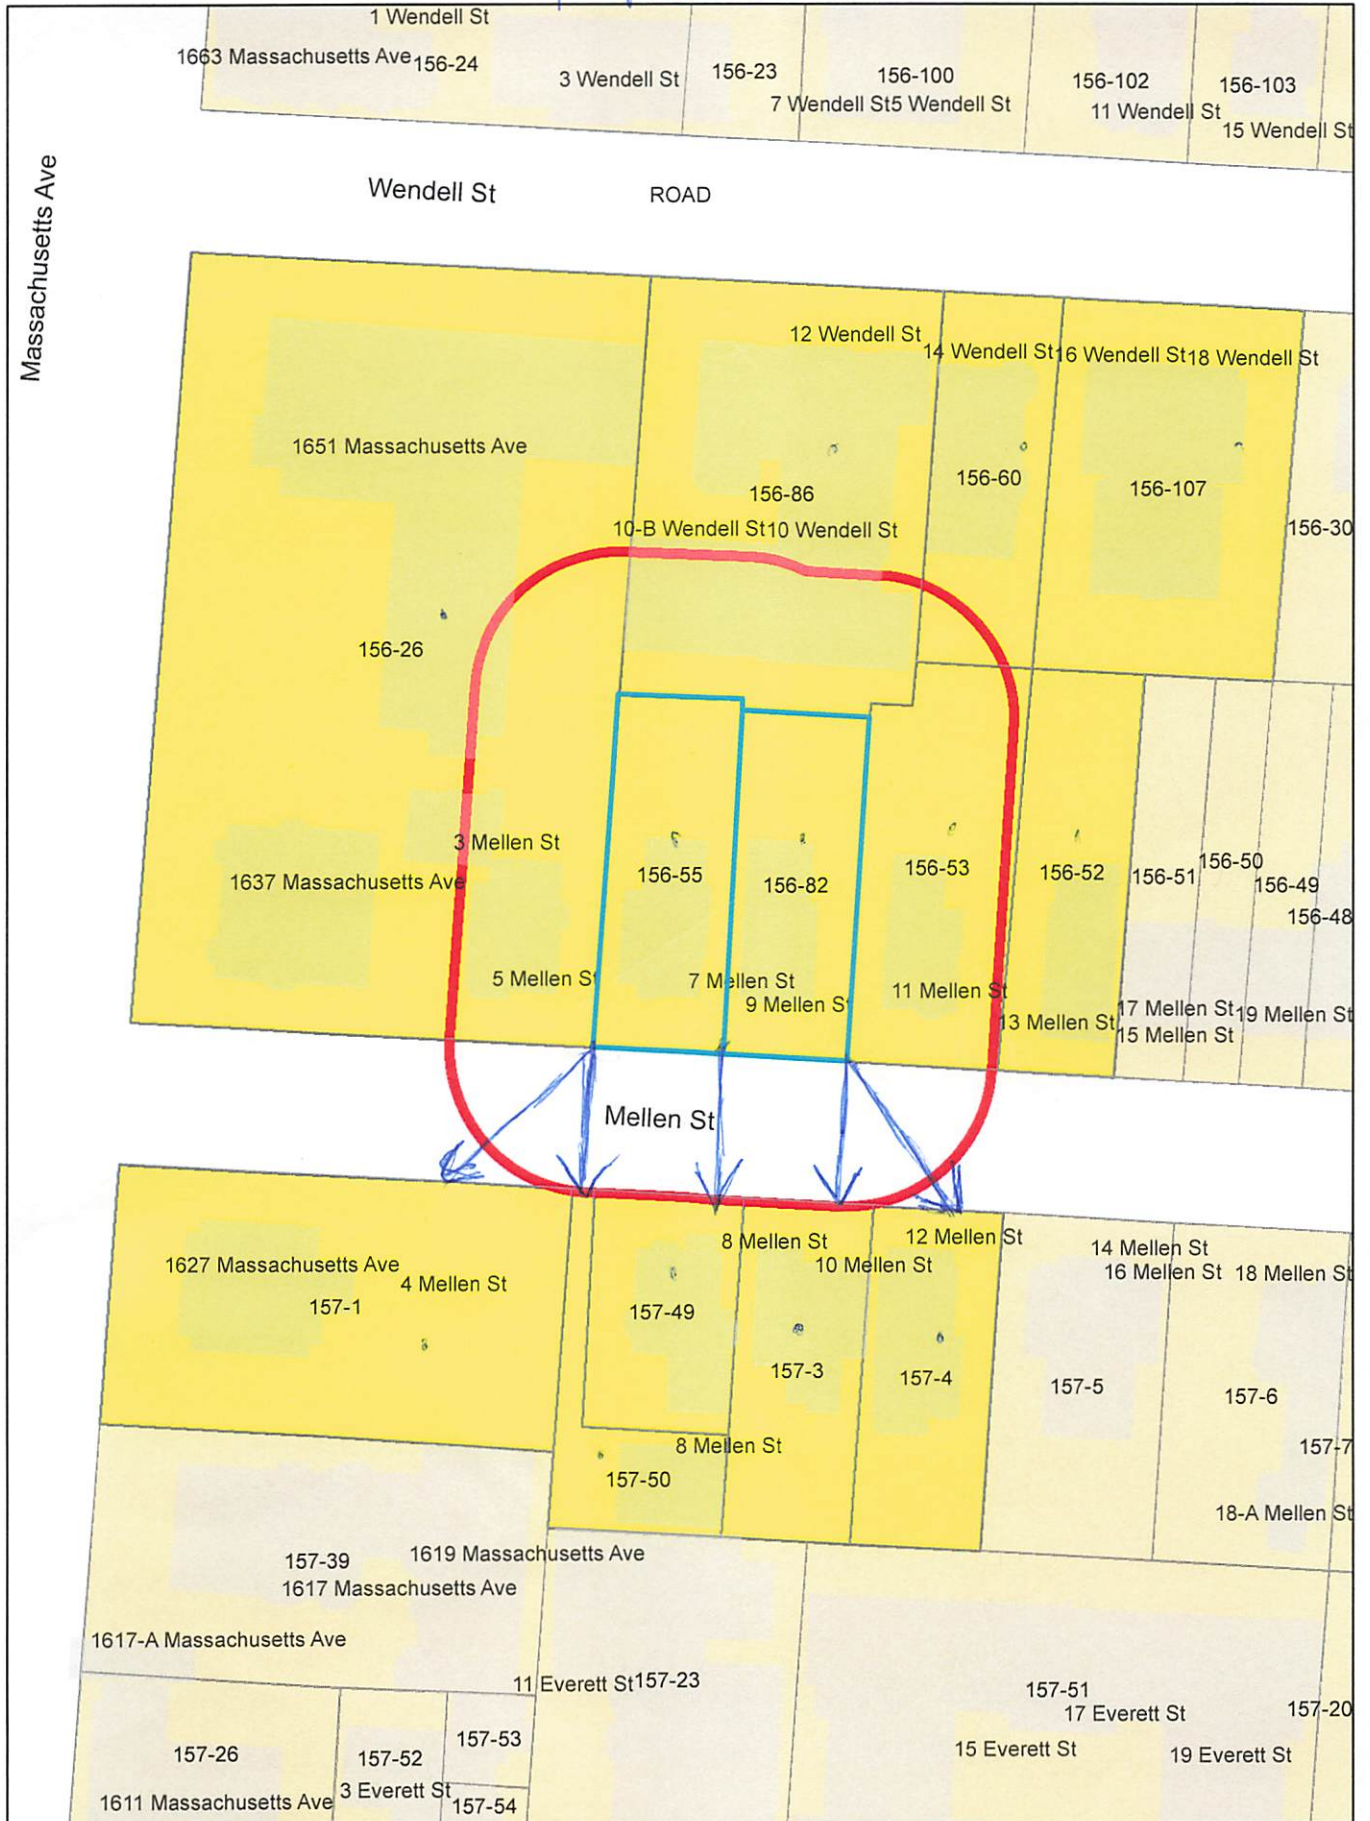 1 Wendell St
1663 Massachusetts Ave
156-24
3 Wendell St
156-23
156-100
7 Wendell St
5 Wendell St
156-102
11 Wendell St
156-103
15 Wendell St
Massachusetts Ave
Wendell St
ROAD
12 Wendell St
14 Wendell St
16 Wendell St
18 Wendell St
1651 Massachusetts Ave
156-86
156-60
156-107
10-B Wendell St
10 Wendell St
156-30
156-26
3 Mellen St
1637 Massachusetts Ave
156-55
156-82
156-53
156-52
156-51
156-50
156-49
156-48
5 Mellen St
7 Mellen St
9 Mellen St
11 Mellen St
13 Mellen St
17 Mellen St
15 Mellen St
19 Mellen St
Mellen St
1627 Massachusetts Ave
4 Mellen St
157-1
8 Mellen St
10 Mellen St
12 Mellen St
14 Mellen St
16 Mellen St
18 Mellen St
157-49
157-3
157-4
157-5
157-6
157-7
8 Mellen St
157-50
18-A Mellen St
157-39
1619 Massachusetts Ave
1617 Massachusetts Ave
1617-A Massachusetts Ave
11 Everett St
157-23
157-51
17 Everett St
157-20
15 Everett St
19 Everett St
157-26
157-52
157-53
3 Everett St
1611 Massachusetts Ave
157-54